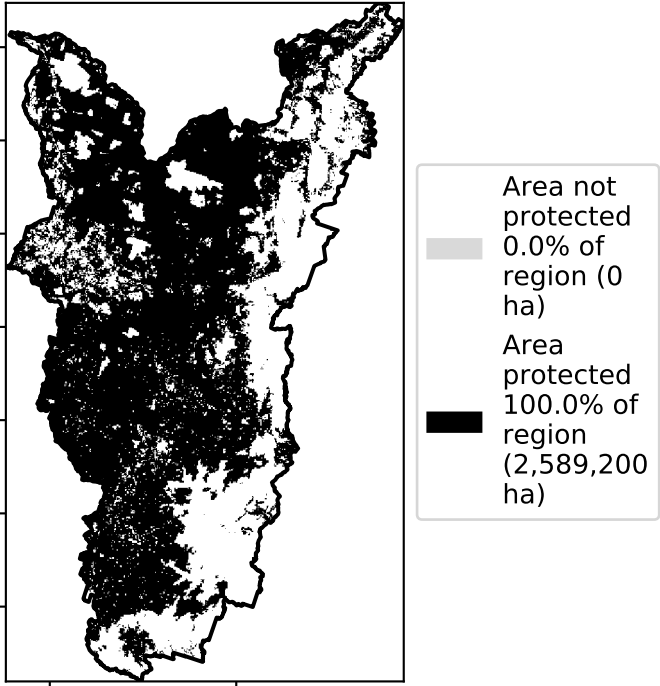 Area not
protected
0.0% of
region (0
ha)
Area
protected
100.0% of
region
(2,589,200
ha)